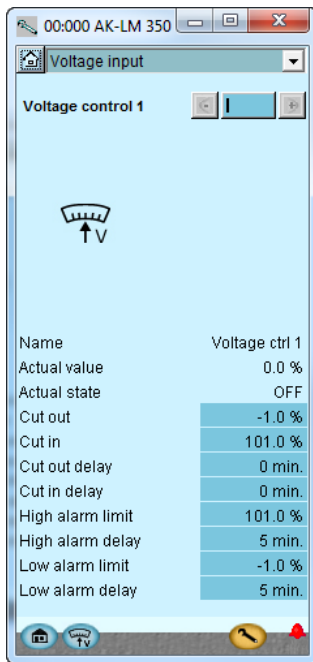 00:000 AK-LM 350
Voltage input
Voltage control 1
V
Name Voltage ctrl 1
Actual value 0.0 %
Actual state OFF
Cut out -1.0 %
Cut in 101.0 %
Cut out delay 0 min.
Cut in delay 0 min.
High alarm limit 101.0 %
High alarm delay 5 min.
Low alarm limit -1.0 %
Low alarm delay 5 min.
V